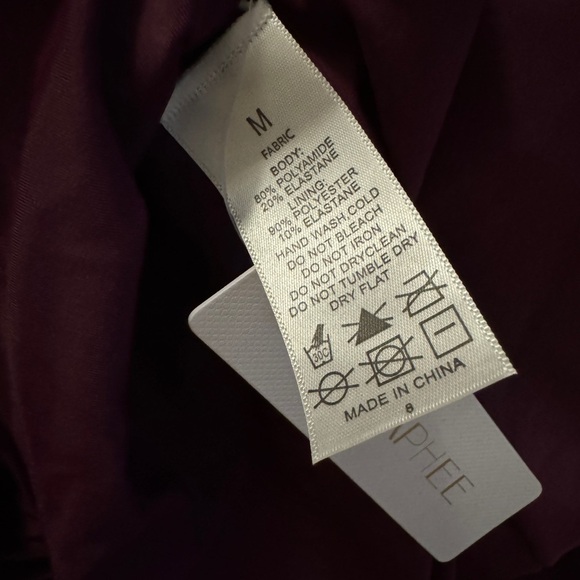 M
FABRIC
BODY:
80% POLYAMIDE
20% ELASTANE
LINING:
90% POLYESTER
10% ELASTANE
HAND WASH,COLD
DO NOT BLEACH
DO NOT IRON
DO NOT DRYCLEAN
DO NOT TUMBLE DRY
DRY FLAT
30C
MADE IN CHINA
8
PHEE